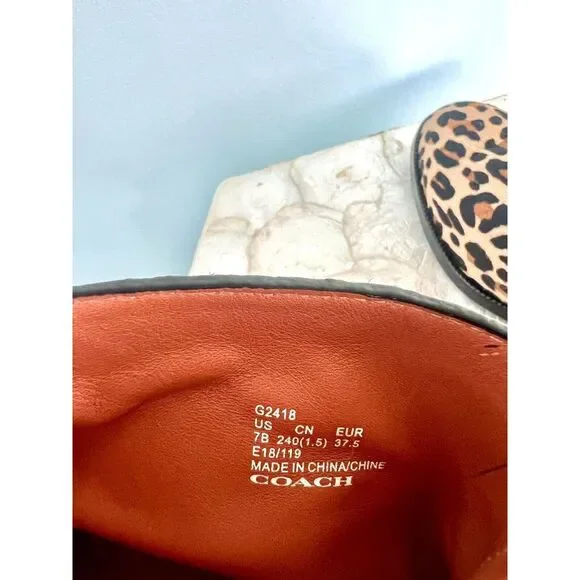 G2418
US CN EUR
7B 240(1.5) 37.5
E18/119
MADE IN CHINA/CHINE
COACH